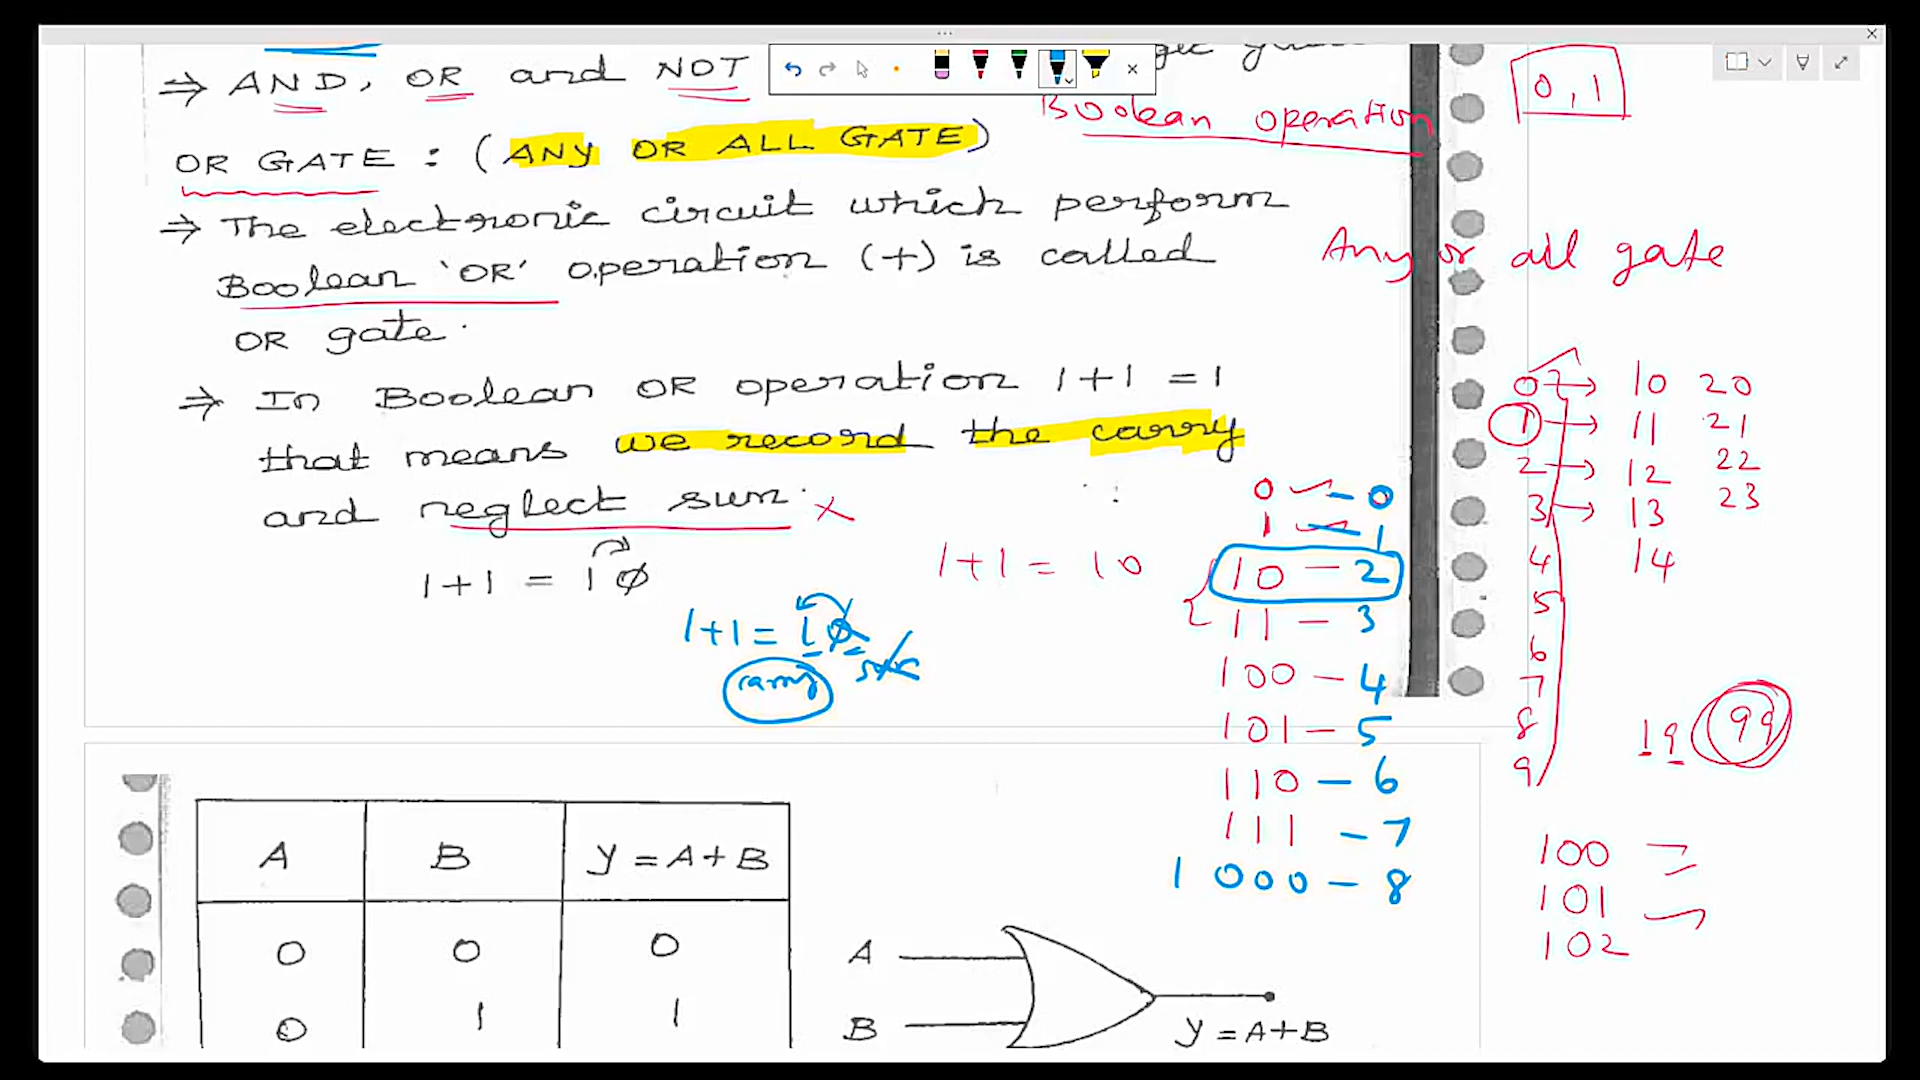 ⇒ AND, OR and NOT
Boolean operation
0, 1
OR GATE : (ANY OR ALL GATE)
⇒ The electronic circuit which perform
Boolean 'OR' operation (+) is called
OR gate.
Any or all gate
⇒ In Boolean OR operation 1+1 = 1
that means we record the carry
and neglect sum.
1+1 = 1 0
1+1 = 1 0
carry
1+1 = 10
0 - 0
1 - 1
10 - 2
11 - 3
100 - 4
101 - 5
110 - 6
111 - 7
1000 - 8
0 → 10 20
1 → 11 21
2 → 12 22
3 → 13 23
4 14
5
6
7
8
9
19 99
100
101
102
A B Y = A + B
0 0 0
0 1 1
A
B
Y = A+B